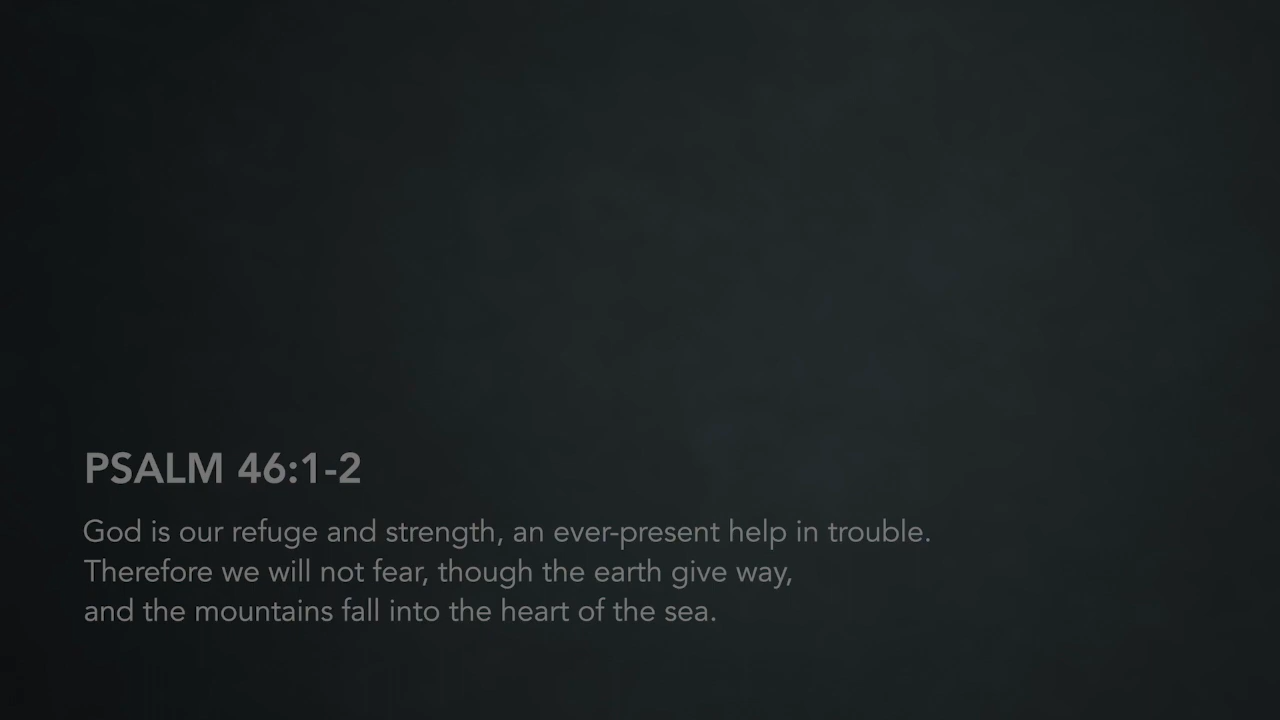 PSALM 46:1-2
God is our refuge and strength, an ever-present help in trouble.
Therefore we will not fear, though the earth give way,
and the mountains fall into the heart of the sea.